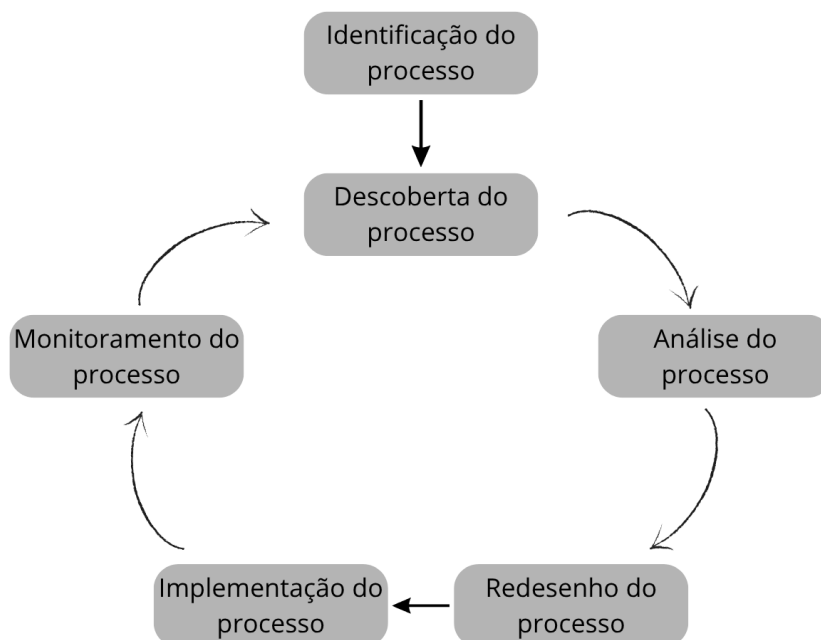 Identificação do
processo
Descoberta do
processo
Análise do
processo
Redesenho do
processo
Implementação do
processo
Monitoramento do
processo